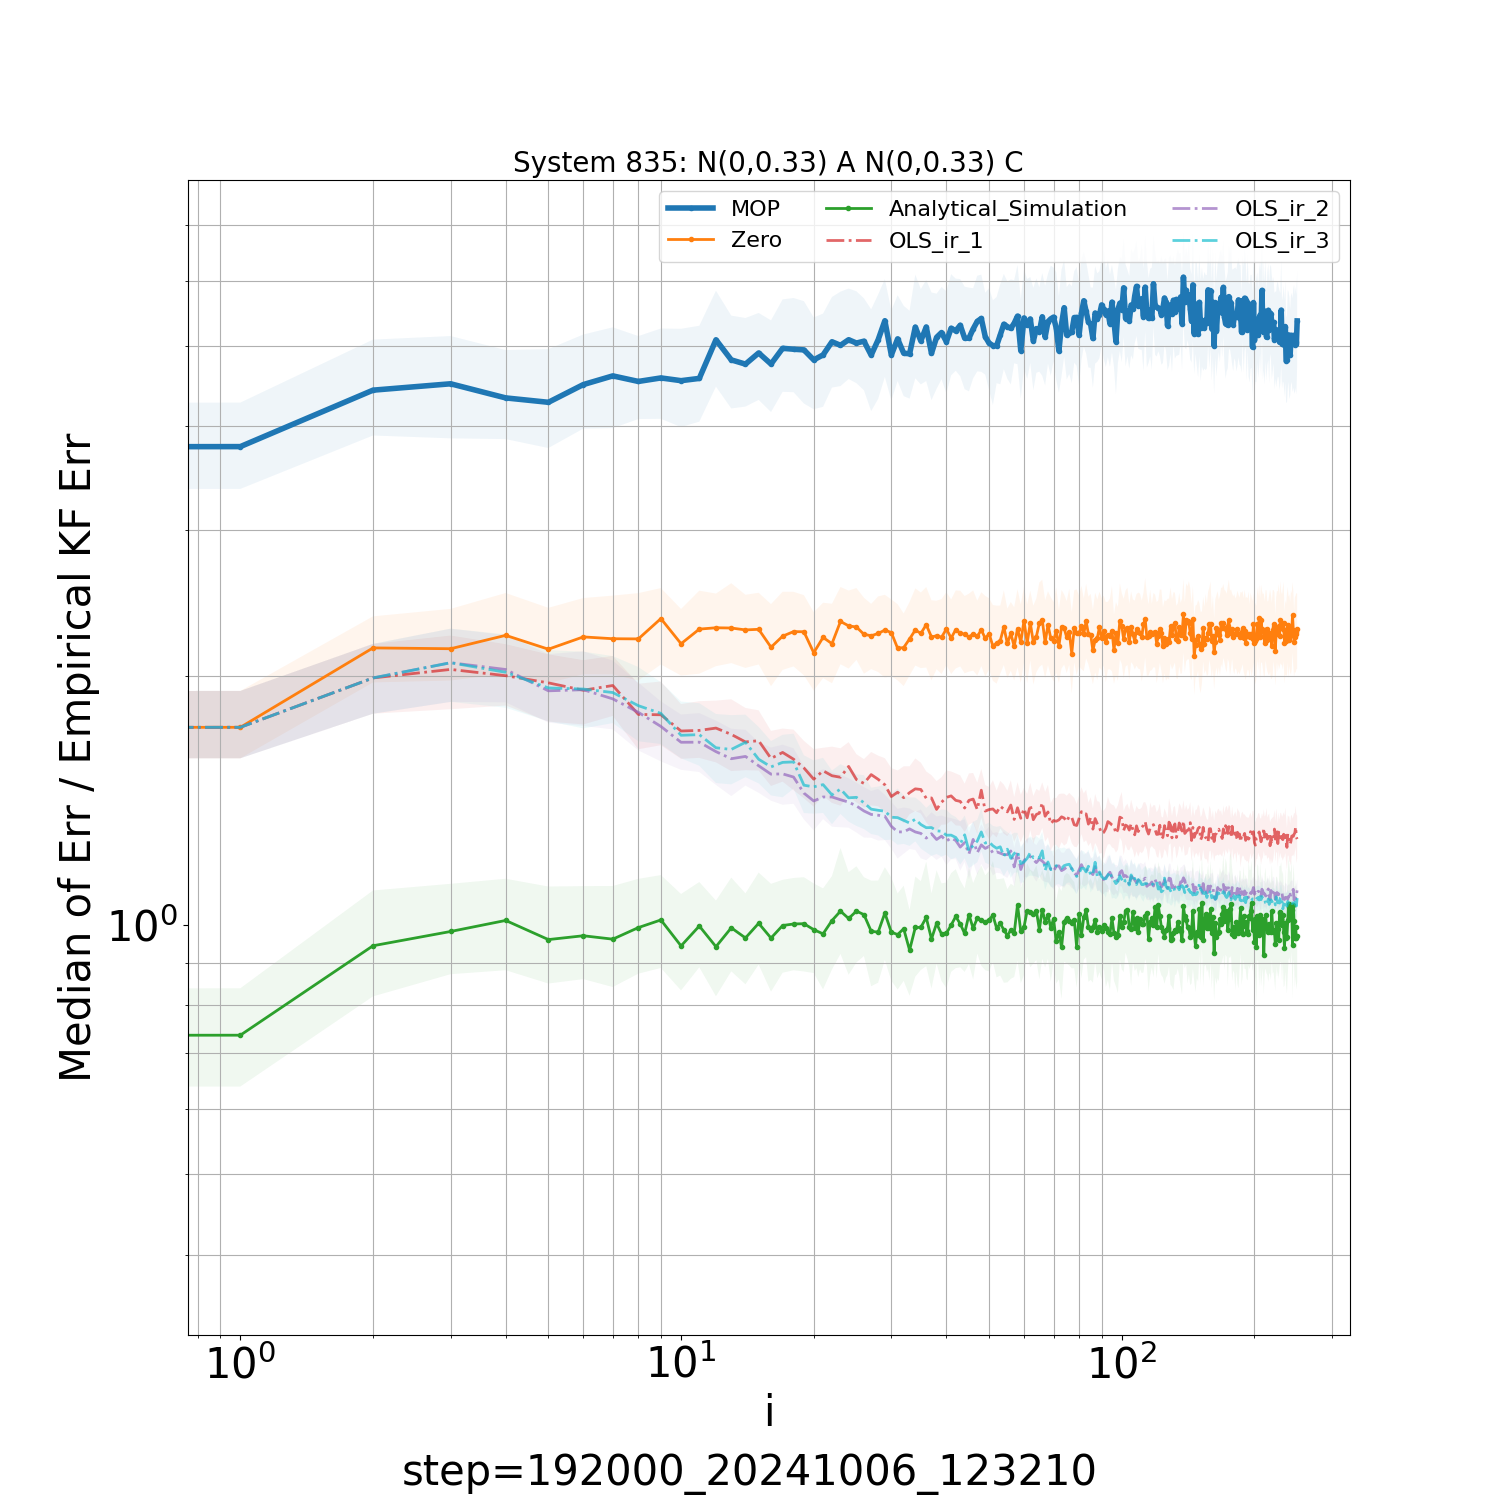 System 835: N(0,0.33) A N(0,0.33) C
MOP
Zero
Analytical_Simulation
OLS_ir_1
OLS_ir_2
OLS_ir_3
Median of Err / Empirical KF Err
10⁰
10⁰
10¹
10²
i
step=192000_20241006_123210